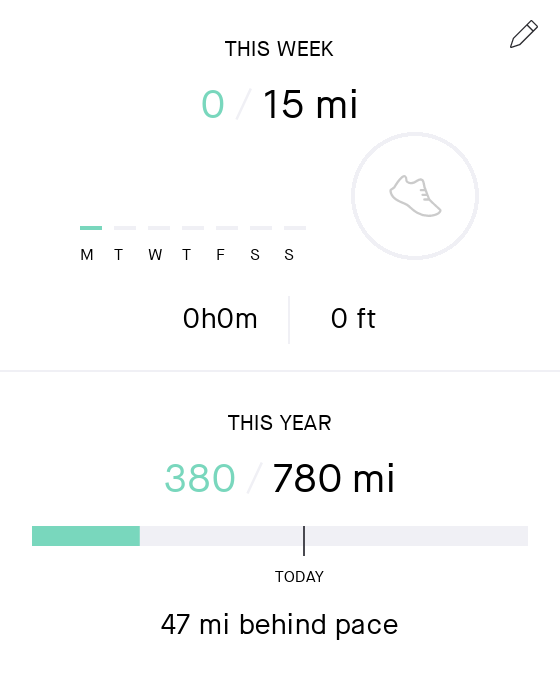 THIS WEEK
0 / 15 mi
M T W T F S S
0h0m 0 ft
THIS YEAR
380 / 780 mi
TODAY
47 mi behind pace